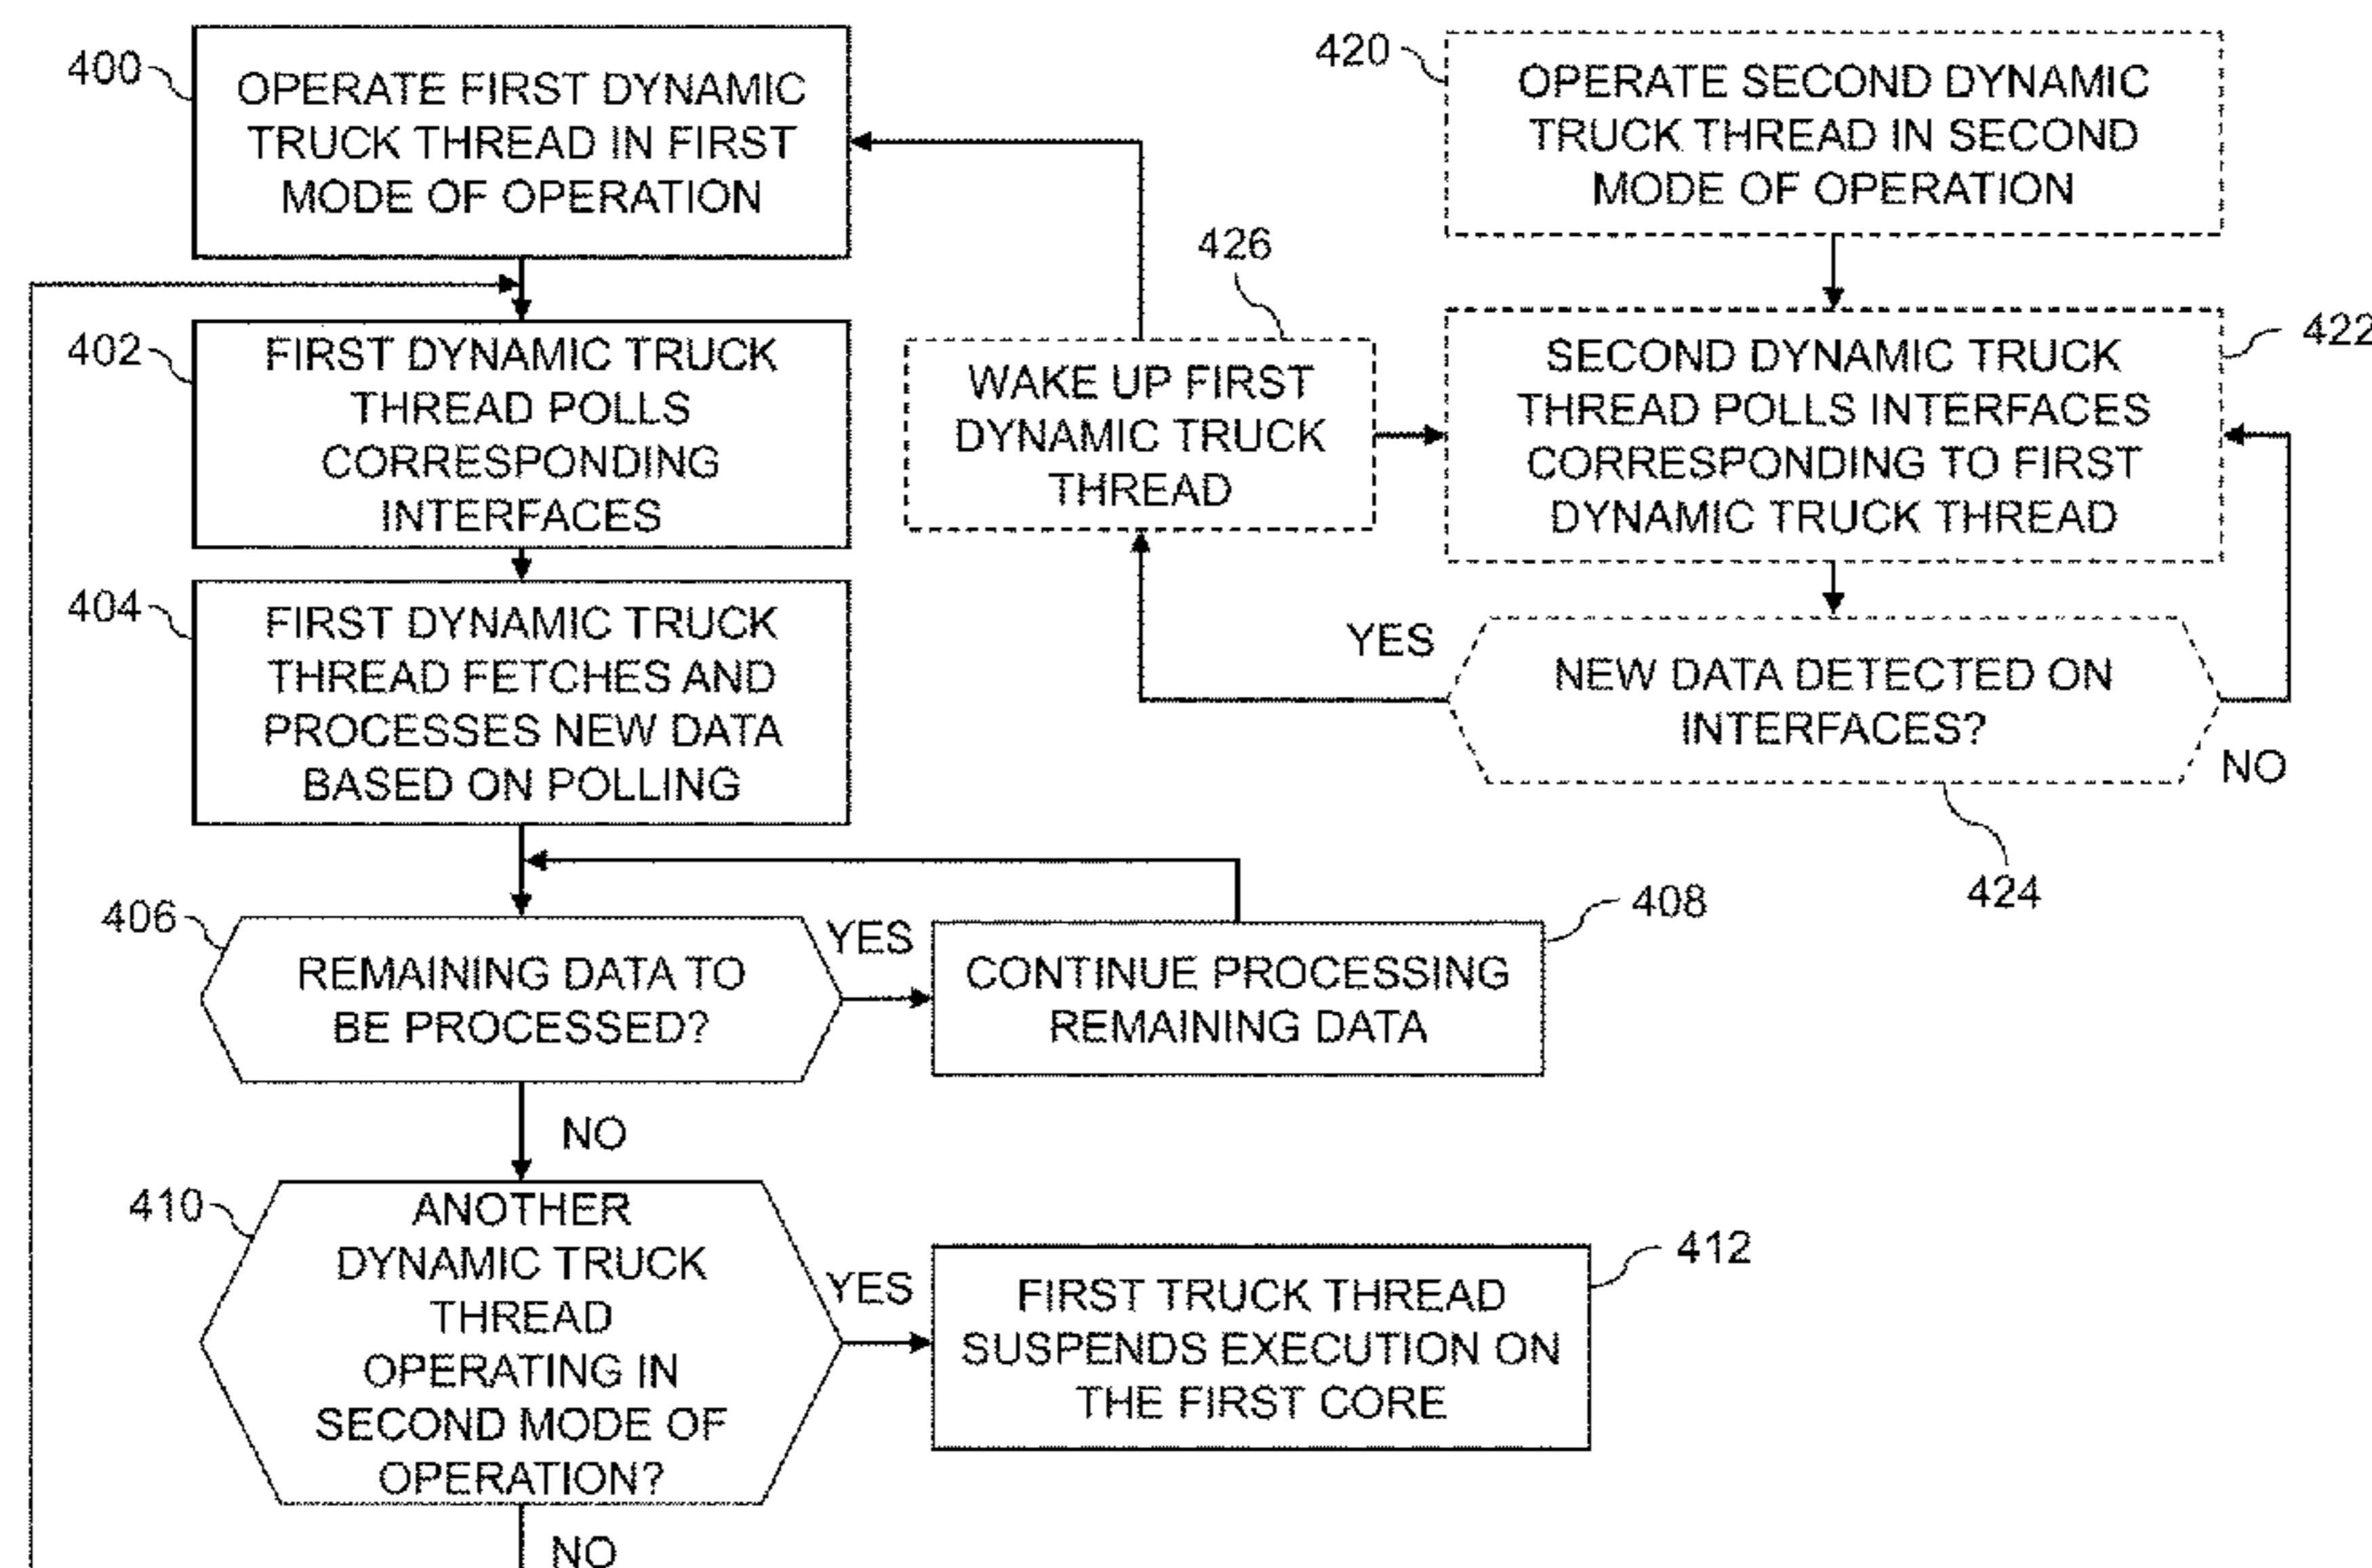 400
OPERATE FIRST DYNAMIC
TRUCK THREAD IN FIRST
MODE OF OPERATION
402
FIRST DYNAMIC TRUCK
THREAD POLLS
CORRESPONDING
INTERFACES
404
FIRST DYNAMIC TRUCK
THREAD FETCHES AND
PROCESSES NEW DATA
BASED ON POLLING
406
REMAINING DATA TO
BE PROCESSED?
YES
408
CONTINUE PROCESSING
REMAINING DATA
NO
410
ANOTHER
DYNAMIC TRUCK
THREAD
OPERATING IN
SECOND MODE OF
OPERATION?
YES
412
FIRST TRUCK THREAD
SUSPENDS EXECUTION ON
THE FIRST CORE
NO
420
OPERATE SECOND DYNAMIC
TRUCK THREAD IN SECOND
MODE OF OPERATION
422
SECOND DYNAMIC TRUCK
THREAD POLLS INTERFACES
CORRESPONDING TO FIRST
DYNAMIC TRUCK THREAD
424
NEW DATA DETECTED ON
INTERFACES?
YES
NO
426
WAKE UP FIRST
DYNAMIC TRUCK
THREAD